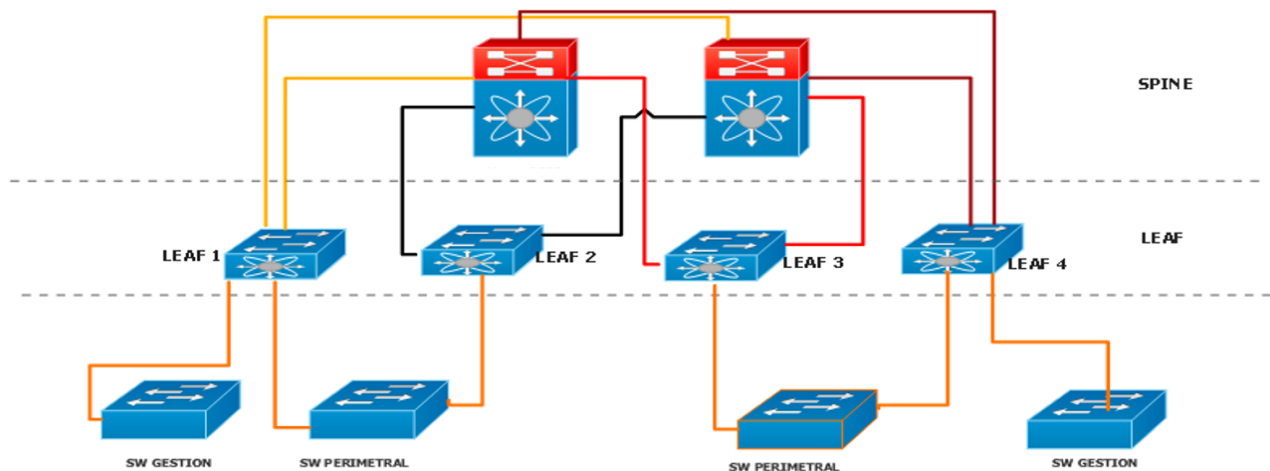 SPINE
LEAF 1
LEAF 2
LEAF 3
LEAF 4
LEAF
SW GESTION
SW PERIMETRAL
SW PERIMETRAL
SW GESTION